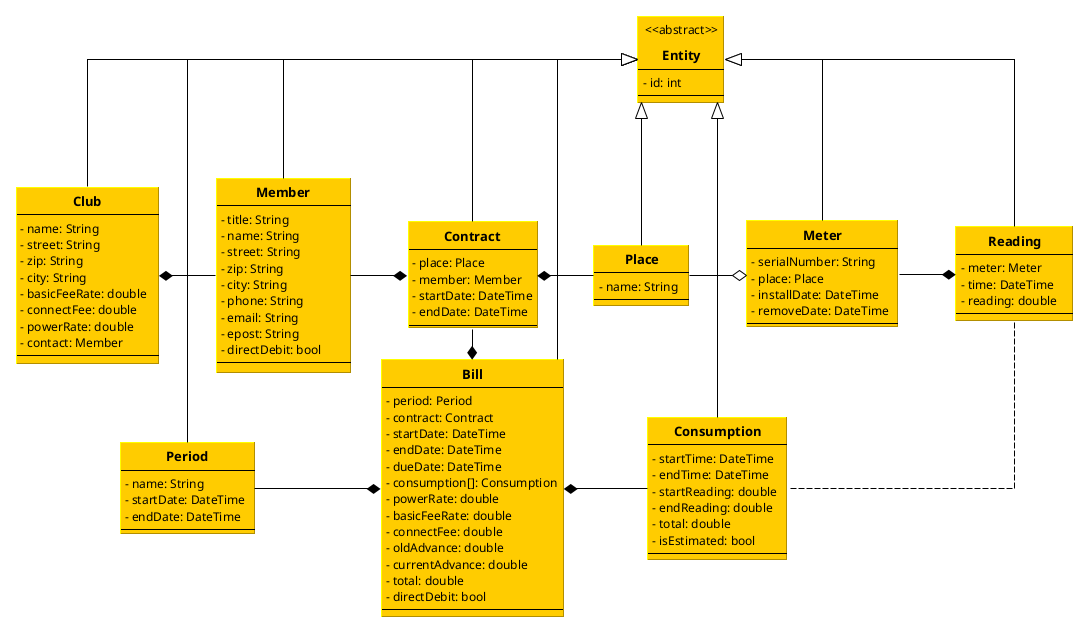 <<abstract>>
Entity
- id: int
Club
- name: String
- street: String
- zip: String
- city: String
- basicFeeRate: double
- connectFee: double
- powerRate: double
- contact: Member
Member
- title: String
- name: String
- street: String
- zip: String
- city: String
- phone: String
- email: String
- epost: String
- directDebit: bool
Contract
- place: Place
- member: Member
- startDate: DateTime
- endDate: DateTime
Place
- name: String
Meter
- serialNumber: String
- place: Place
- installDate: DateTime
- removeDate: DateTime
Reading
- meter: Meter
- time: DateTime
- reading: double
Period
- name: String
- startDate: DateTime
- endDate: DateTime
Bill
- period: Period
- contract: Contract
- startDate: DateTime
- endDate: DateTime
- dueDate: DateTime
- consumption[]: Consumption
- powerRate: double
- basicFeeRate: double
- connectFee: double
- oldAdvance: double
- currentAdvance: double
- total: double
- directDebit: bool
Consumption
- startTime: DateTime
- endTime: DateTime
- startReading: double
- endReading: double
- total: double
- isEstimated: bool